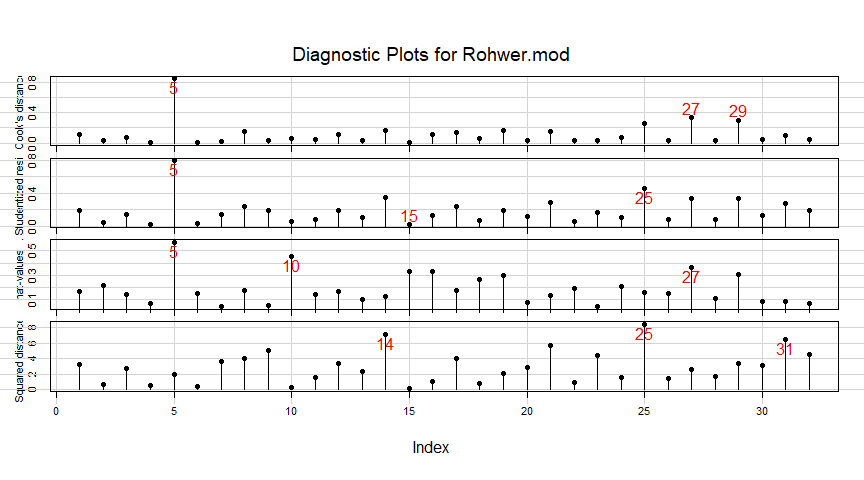 Diagnostic Plots for Rohwer.mod
Cook's distanc
0.0 0.4 0.8
5 27 29
Studentized resi
0.0 0.4 0.8
5 15 25
hat-values
0.1 0.3 0.5
5 10 27
Squared distance
0 2 4 6 8
14 25 31
0 5 10 15 20 25 30
Index